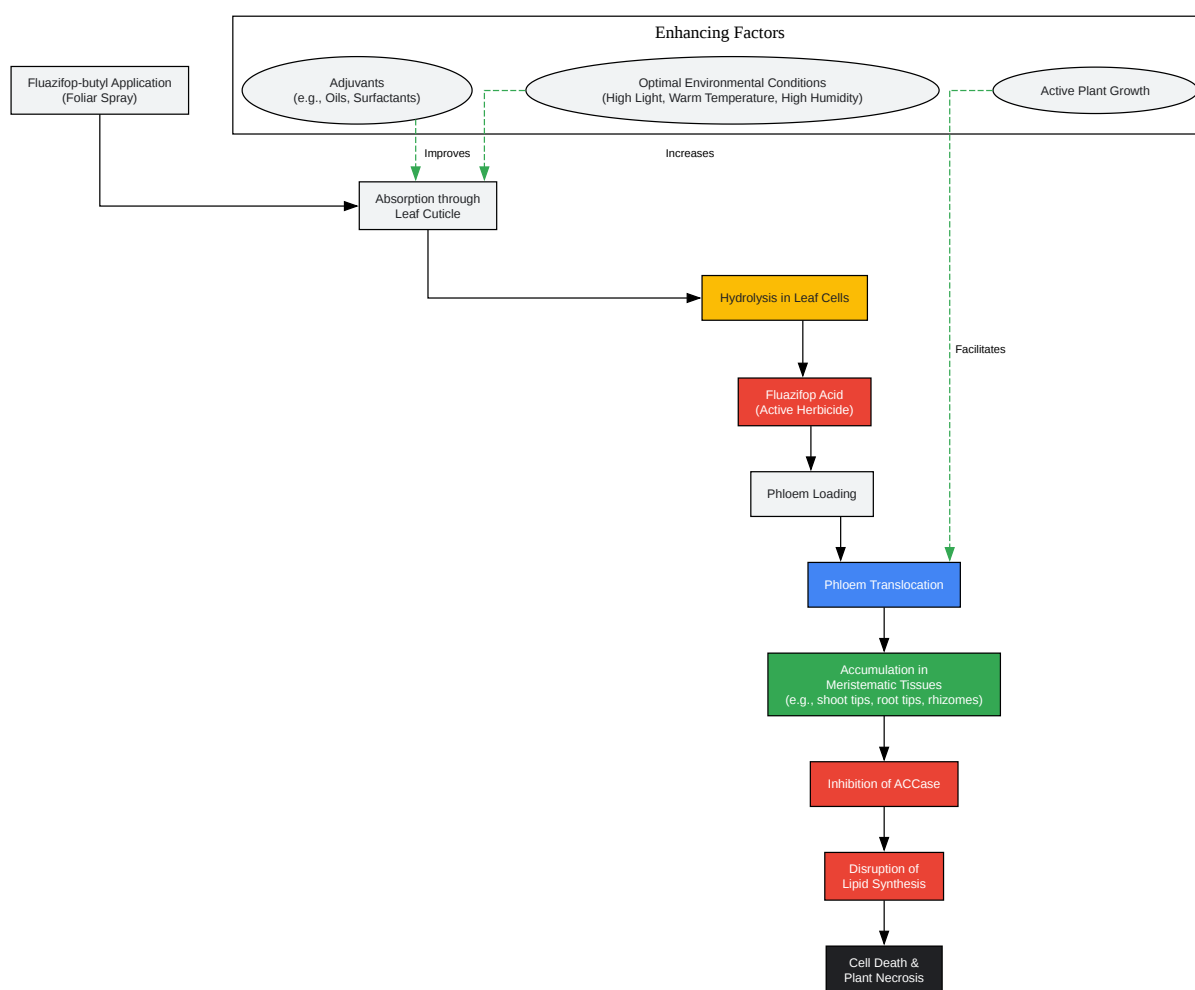 Enhancing Factors
Fluazifop-butyl Application
(Foliar Spray)
Adjuvants
(e.g., Oils, Surfactants)
Optimal Environmental Conditions
(High Light, Warm Temperature, High Humidity)
Active Plant Growth
Improves
Increases
Absorption through
Leaf Cuticle
Hydrolysis in Leaf Cells
Facilitates
Fluazifop Acid
(Active Herbicide)
Phloem Loading
Phloem Translocation
Accumulation in
Meristematic Tissues
(e.g., shoot tips, root tips, rhizomes)
Inhibition of ACCase
Disruption of
Lipid Synthesis
Cell Death &
Plant Necrosis